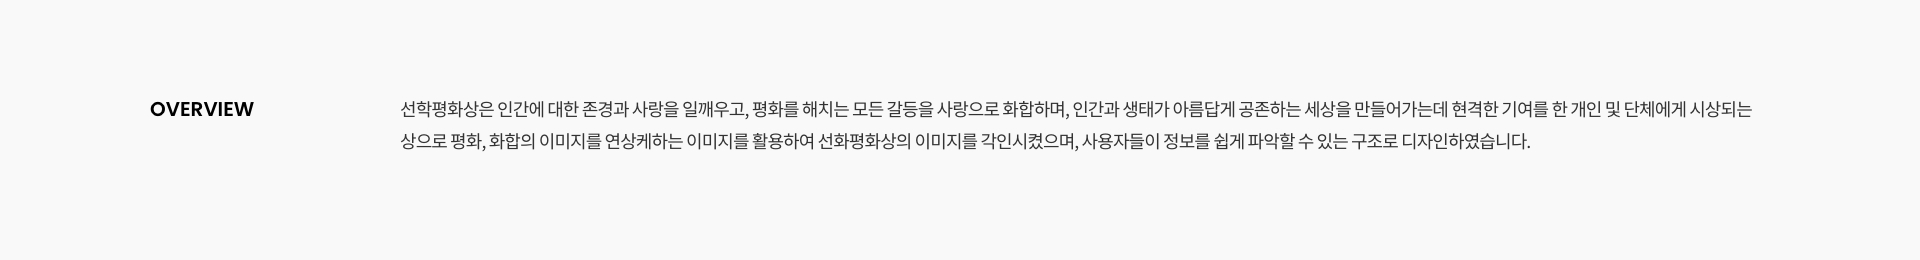 OVERVIEW
선학평화상은 인간에 대한 존경과 사랑을 일깨우고, 평화를 해치는 모든 갈등을 사랑으로 화합하며, 인간과 생태가 아름답게 공존하는 세상을 만들어가는데 현격한 기여를 한 개인 및 단체에게 시상되는
상으로 평화, 화합의 이미지를 연상케하는 이미지를 활용하여 선화평화상의 이미지를 각인시켰으며, 사용자들이 정보를 쉽게 파악할 수 있는 구조로 디자인하였습니다.